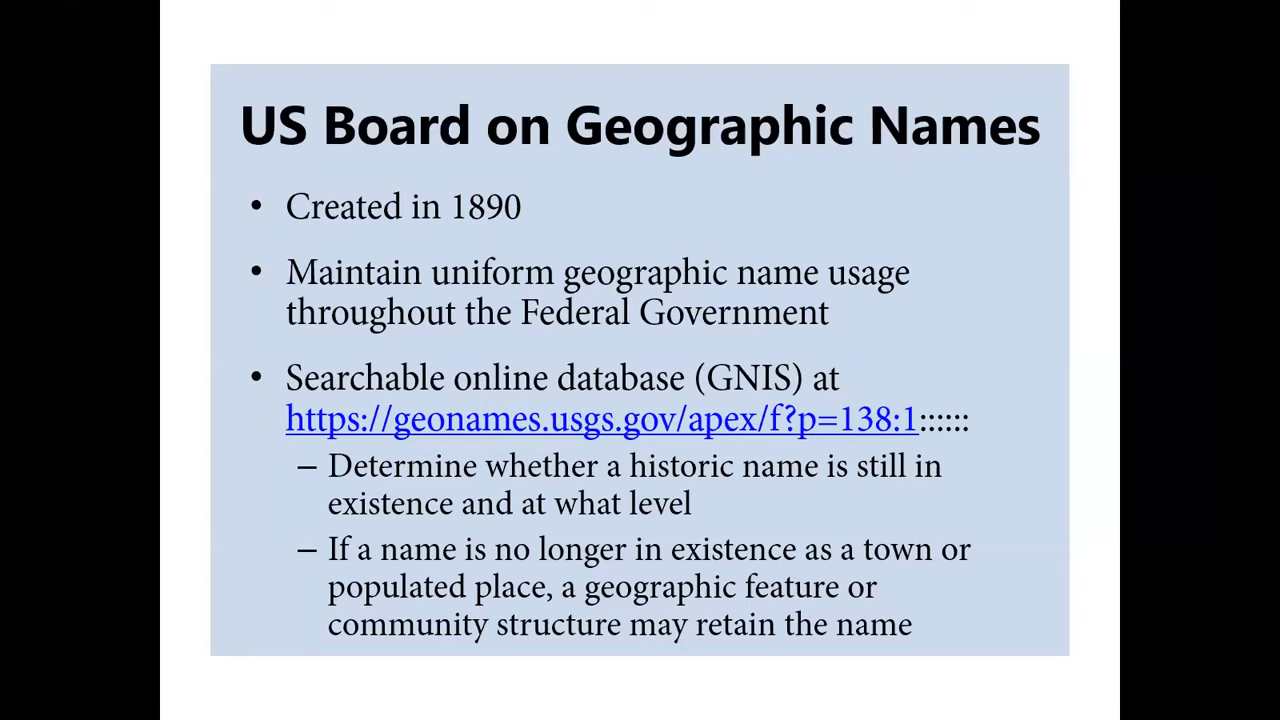 US Board on Geographic Names
• Created in 1890
• Maintain uniform geographic name usage
throughout the Federal Government
• Searchable online database (GNIS) at
https://geonames.usgs.gov/apex/f?p=138:1::::::
– Determine whether a historic name is still in
existence and at what level
– If a name is no longer in existence as a town or
populated place, a geographic feature or
community structure may retain the name